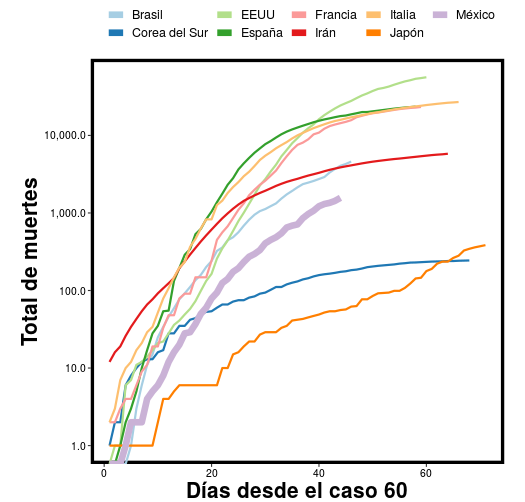 Brasil EEUU Francia Italia México
Corea del Sur España Irán Japón
Total de muertes
10,000.0
1,000.0
100.0
10.0
1.0
0 20 40 60
Días desde el caso 60